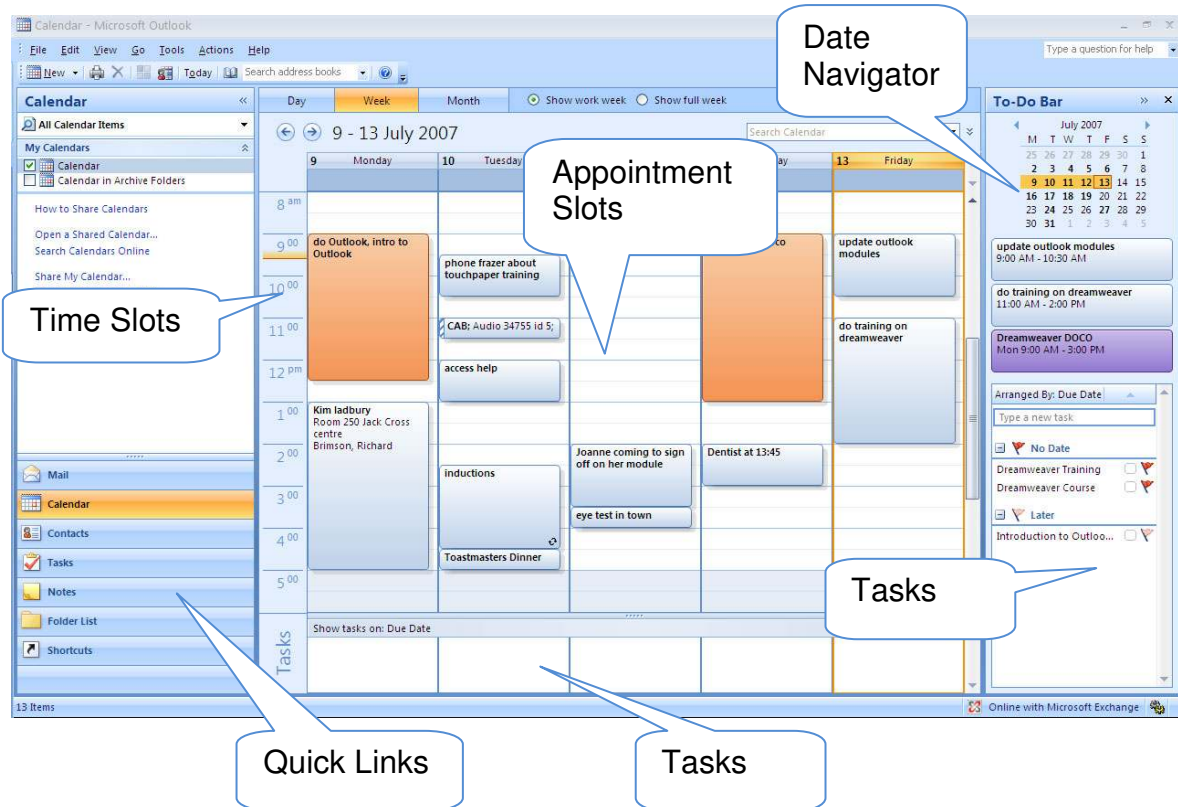 Calendar - Microsoft Outlook
File Edit View Go Tools Actions Help
Type a question for help
New Today Search address books
Date
Navigator
Calendar «
All Calendar Items
My Calendars
Calendar
Calendar in Archive Folders
How to Share Calendars
Open a Shared Calendar...
Search Calendars Online
Share My Calendar...
Time Slots
Mail
Calendar
Contacts
Tasks
Notes
Folder List
Shortcuts
13 Items
Quick Links
Day Week Month Show work week Show full week
9 - 13 July 2007
Search Calendar
9 Monday 10 Tuesday 13 Friday
Appointment
Slots
8 am
9 00
10 00
11 00
12 pm
1 00
2 00
3 00
4 00
5 00
do Outlook, intro to
Outlook
Kim ladbury
Room 250 Jack Cross
centre
Brimson, Richard
phone frazer about
touchpaper training
CAB; Audio 34755 id 5;
access help
inductions
Toastmasters Dinner
Joanne coming to sign
off on her module
eye test in town
Dentist at 13:45
update outlook
modules
do training on
dreamweaver
Tasks
Show tasks on: Due Date
Tasks
To-Do Bar » ×
July 2007
M T W T F S S
25 26 27 28 29 30 1
2 3 4 5 6 7 8
9 10 11 12 13 14 15
16 17 18 19 20 21 22
23 24 25 26 27 28 29
30 31 1 2 3 4 5
update outlook modules
9:00 AM - 10:30 AM
do training on dreamweaver
11:00 AM - 2:00 PM
Dreamweaver DOCO
Mon 9:00 AM - 3:00 PM
Arranged By: Due Date
Type a new task
No Date
Dreamweaver Training
Dreamweaver Course
Later
Introduction to Outloo...
Tasks
Online with Microsoft Exchange